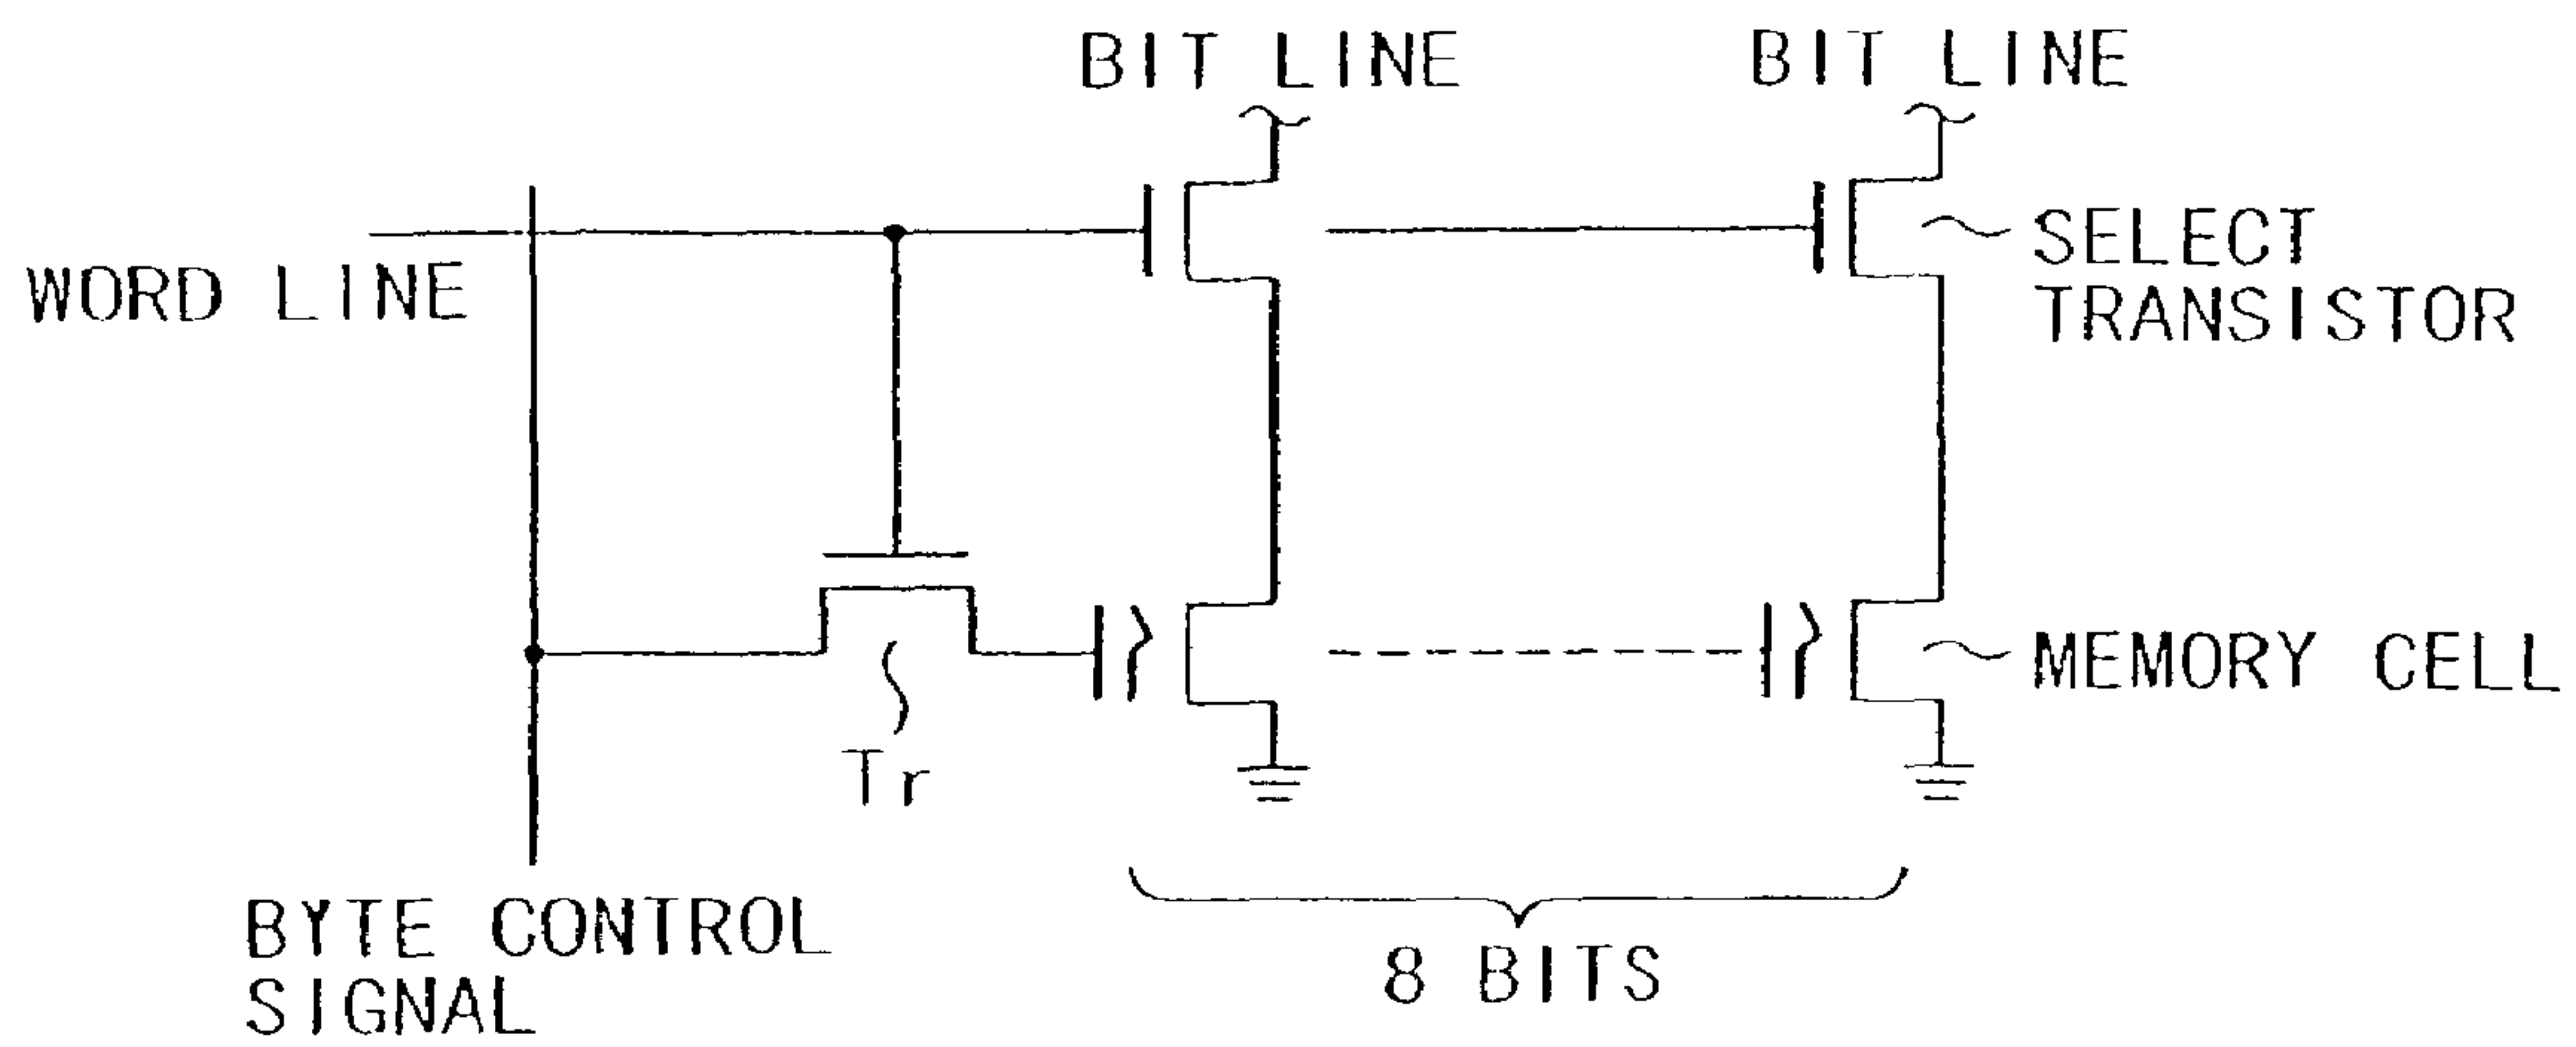 BIT LINE
BIT LINE
WORD LINE
SELECT
TRANSISTOR
MEMORY CELL
Tr
BYTE CONTROL
SIGNAL
8 BITS